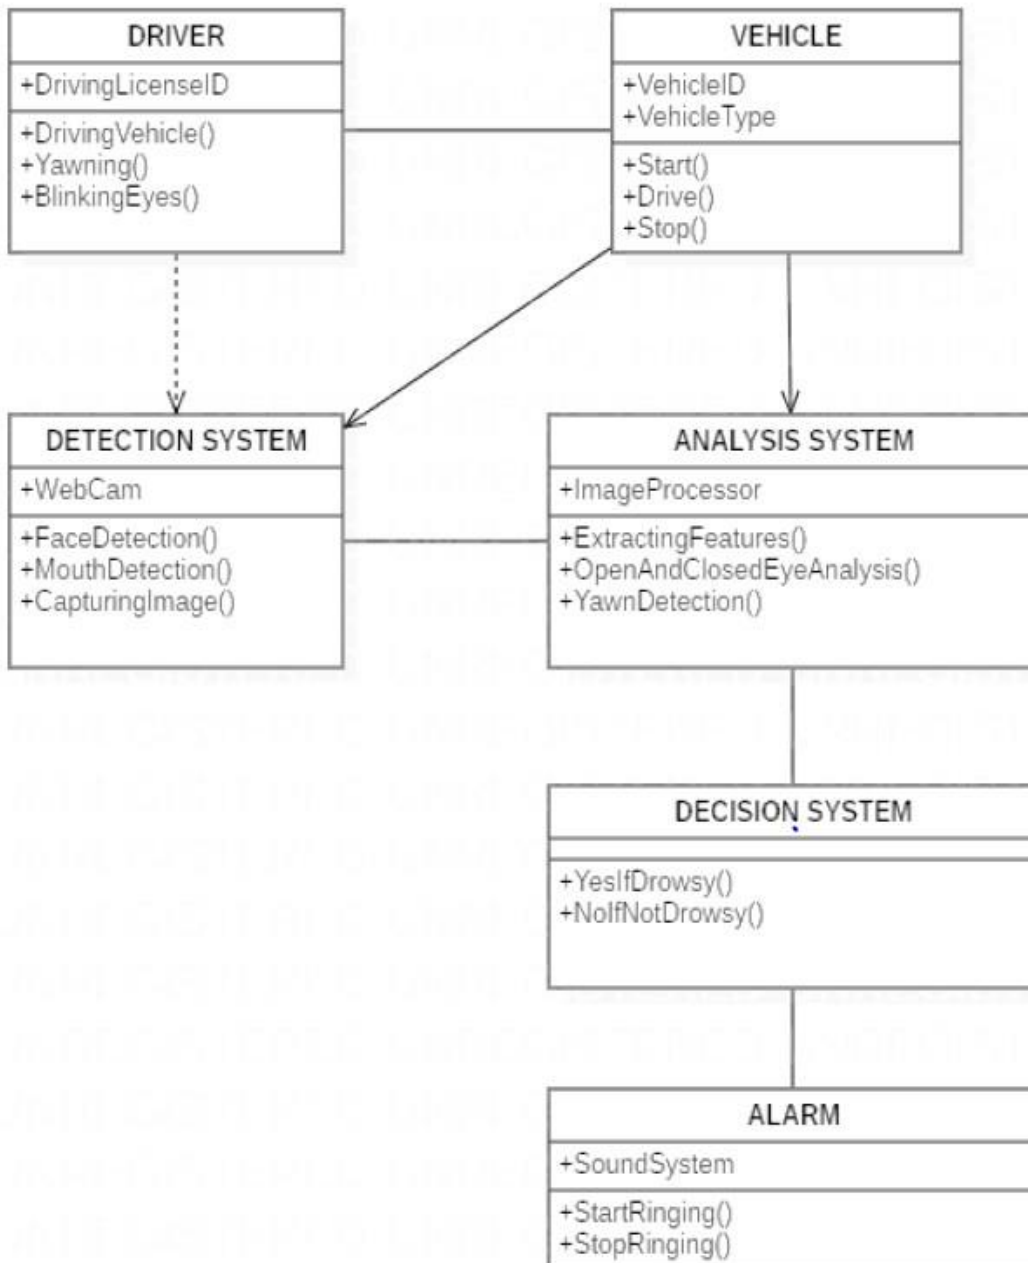 DRIVER
+DrivingLicenseID
+DrivingVehicle()
+Yawning()
+BlinkingEyes()
VEHICLE
+VehicleID
+VehicleType
+Start()
+Drive()
+Stop()
DETECTION SYSTEM
+WebCam
+FaceDetection()
+MouthDetection()
+CapturingImage()
ANALYSIS SYSTEM
+ImageProcessor
+ExtractingFeatures()
+OpenAndClosedEyeAnalysis()
+YawnDetection()
DECISION SYSTEM
+YesIfDrowsy()
+NoIfNotDrowsy()
ALARM
+SoundSystem
+StartRinging()
+StopRinging()